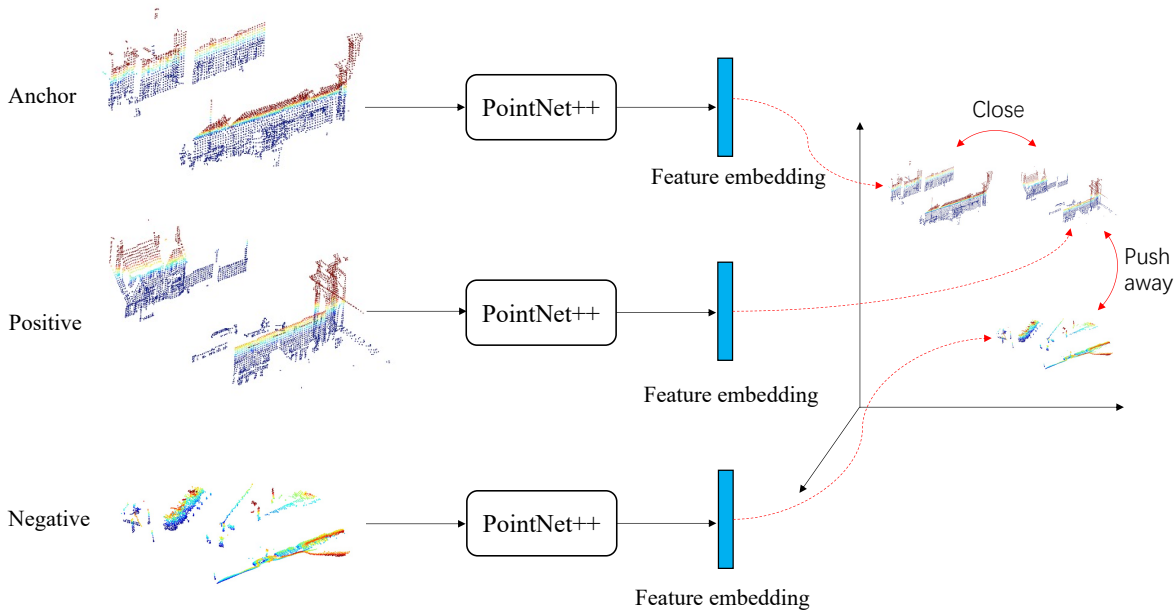 Anchor
PointNet++
Feature embedding
Close
Positive
PointNet++
Feature embedding
Push
away
Negative
PointNet++
Feature embedding